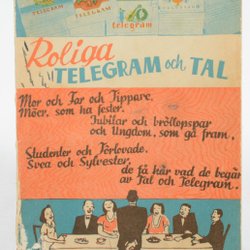 TELEGRAM
TELEGRAM
telegram
Roliga
TELEGRAM och TAL
Mor och Far och Tippare.
Möer, som ha fester.
Jubilar och bröllopspar
och Ungdom, som gå fram,
Studenter och Förlovade.
Svea och Sylvester,
de få här vad de begär
av Tal och Telegram.